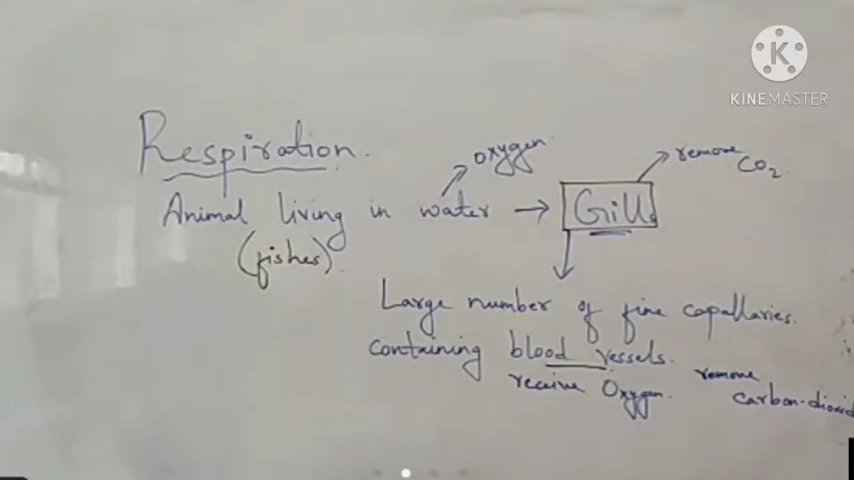 KINEMASTER
Respiration.
oxygen
remove CO2.
Animal living in water → Gills
(fishes).
Large number of fine capallaries.
containing blood vessels.
receive Oxygen. remove
carbon-dioxid